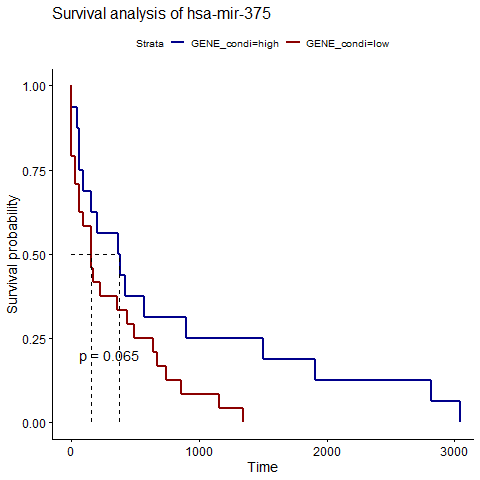 Survival analysis of hsa-mir-375
Strata GENE_condi=high GENE_condi=low
Survival probability
1.00
0.75
0.50
0.25
0.00
p = 0.065
0 1000 2000 3000
Time